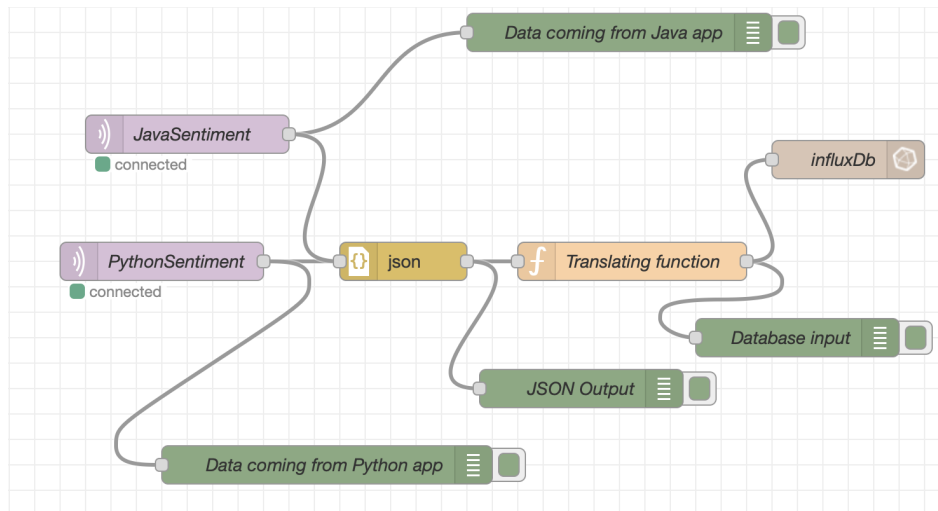 Data coming from Java app
JavaSentiment
connected
influxDb
PythonSentiment
connected
{} json
f Translating function
Database input
JSON Output
Data coming from Python app